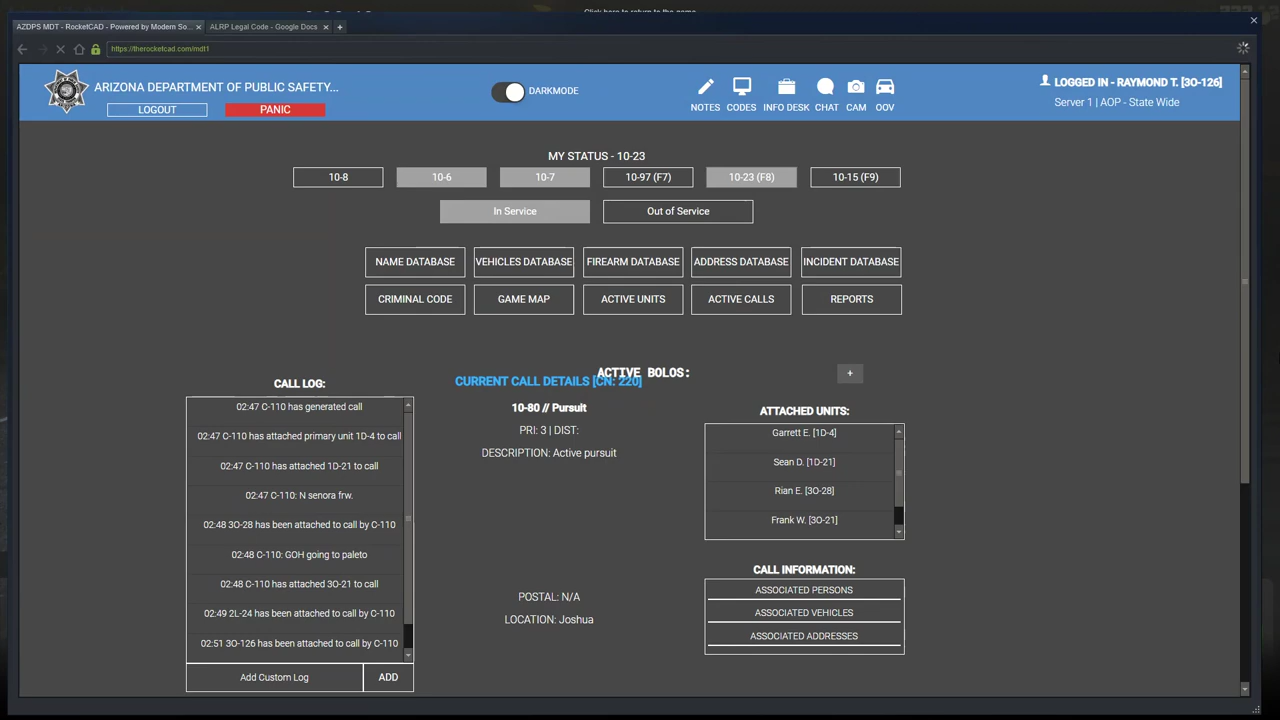 Click here to return to the game
AZDPS MDT - RocketCAD - Powered by Modern So...
ALRP Legal Code - Google Docs
https://therocketcad.com/mdt1
ARIZONA DEPARTMENT OF PUBLIC SAFETY...
LOGOUT
PANIC
DARKMODE
NOTES
CODES
INFO DESK
CHAT
CAM
OOV
LOGGED IN - RAYMOND T. [3O-126]
Server 1 | AOP - State Wide
MY STATUS - 10-23
10-8
10-6
10-7
10-97 (F7)
10-23 (F8)
10-15 (F9)
In Service
Out of Service
NAME DATABASE
VEHICLES DATABASE
FIREARM DATABASE
ADDRESS DATABASE
INCIDENT DATABASE
CRIMINAL CODE
GAME MAP
ACTIVE UNITS
ACTIVE CALLS
REPORTS
ACTIVE BOLOS:
+
CALL LOG:
02:47 C-110 has generated call
02:47 C-110 has attached primary unit 1D-4 to call
02:47 C-110 has attached 1D-21 to call
02:47 C-110: N senora frw.
02:48 3O-28 has been attached to call by C-110
02:48 C-110: GOH going to paleto
02:48 C-110 has attached 3O-21 to call
02:49 2L-24 has been attached to call by C-110
02:51 3O-126 has been attached to call by C-110
Add Custom Log
ADD
CURRENT CALL DETAILS [CN: 220]
10-80 // Pursuit
PRI: 3 | DIST:
DESCRIPTION: Active pursuit
POSTAL: N/A
LOCATION: Joshua
ATTACHED UNITS:
Garrett E. [1D-4]
Sean D. [1D-21]
Rian E. [3O-28]
Frank W. [3O-21]
CALL INFORMATION:
ASSOCIATED PERSONS
ASSOCIATED VEHICLES
ASSOCIATED ADDRESSES